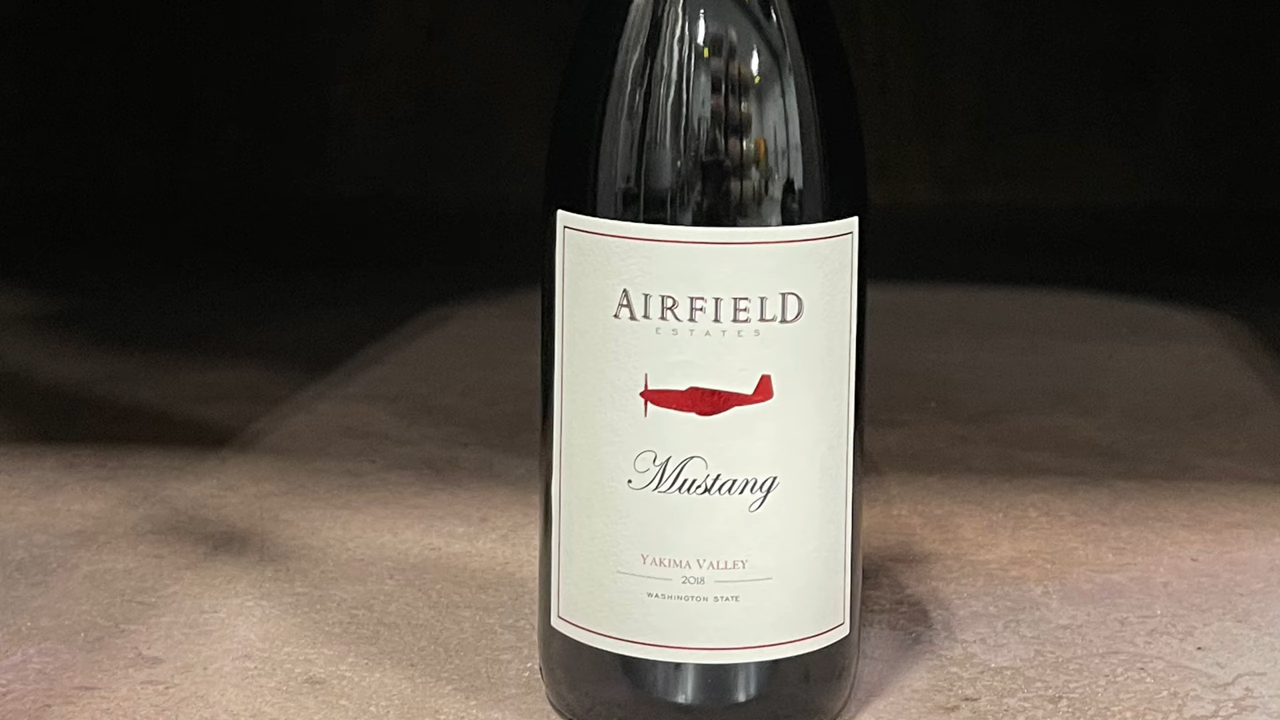 AIRFIELD
ESTATES
Mustang
YAKIMA VALLEY
2018
WASHINGTON STATE